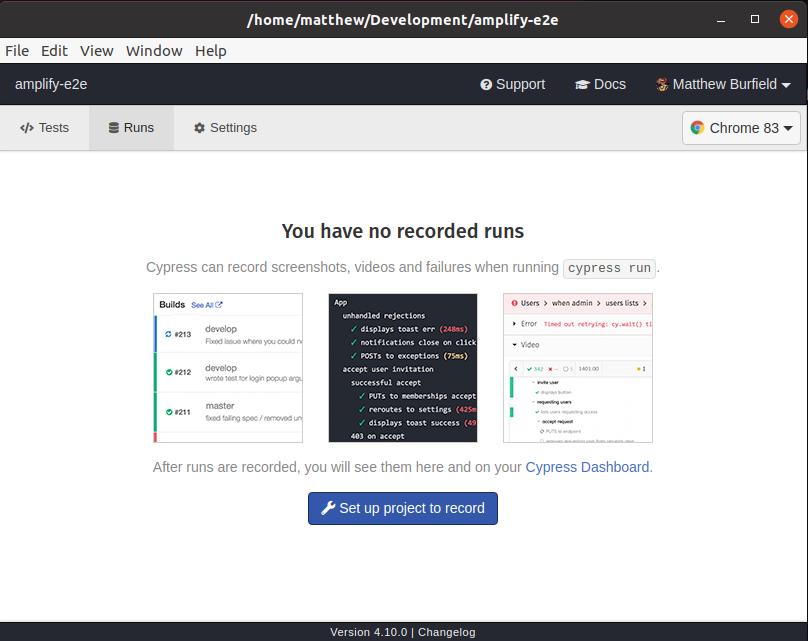 /home/matthew/Development/amplify-e2e
File Edit View Window Help
amplify-e2e Support Docs Matthew Burfield
Tests Runs Settings Chrome 83
You have no recorded runs
Cypress can record screenshots, videos and failures when running cypress run.
Builds See All
#213 develop
Fixed issue where you could n
#212 develop
wrote test for login popup argu
#211 master
fixed failing spec / removed un
App
unhandled rejections
✓ displays toast err (248ms)
✓ notifications close on click
✓ POSTs to exceptions (75ms)
accept user invitation
successful accept
✓ PUTs to memberships accept
✓ reroutes to settings (425m
✓ displays toast success (49
403 on accept
Users > when admin > users lists >
Error Timed out retrying: cy.wait() ti
Video
< ✓ 342 × -- 5 1401.00
invite user
✓ displays button
requesting users
✓ lists users requesting access
accept request
PUTS to endpoint
After runs are recorded, you will see them here and on your Cypress Dashboard.
Set up project to record
Version 4.10.0 | Changelog